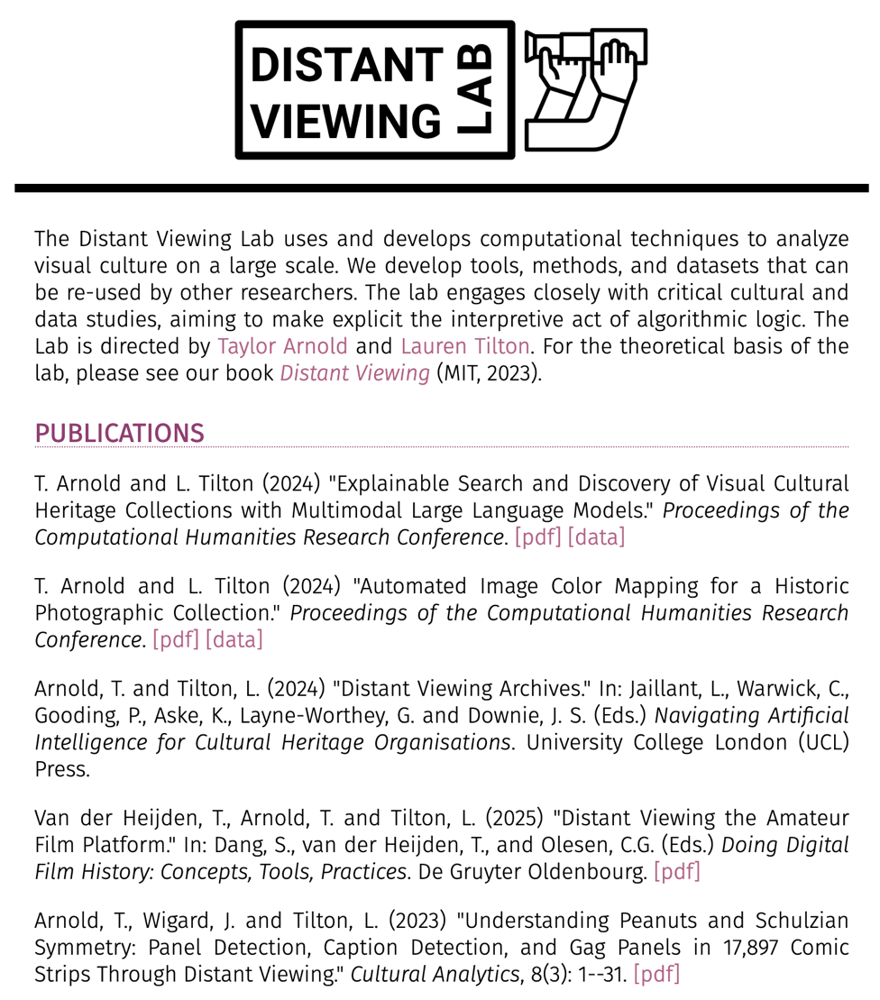 DISTANT
VIEWING
LAB
The Distant Viewing Lab uses and develops computational techniques to analyze
visual culture on a large scale. We develop tools, methods, and datasets that can
be re-used by other researchers. The lab engages closely with critical cultural and
data studies, aiming to make explicit the interpretive act of algorithmic logic. The
Lab is directed by Taylor Arnold and Lauren Tilton. For the theoretical basis of the
lab, please see our book Distant Viewing (MIT, 2023).
PUBLICATIONS
T. Arnold and L. Tilton (2024) "Explainable Search and Discovery of Visual Cultural
Heritage Collections with Multimodal Large Language Models." Proceedings of the
Computational Humanities Research Conference. [pdf] [data]
T. Arnold and L. Tilton (2024) "Automated Image Color Mapping for a Historic
Photographic Collection." Proceedings of the Computational Humanities Research
Conference. [pdf] [data]
Arnold, T. and Tilton, L. (2024) "Distant Viewing Archives." In: Jaillant, L., Warwick, C.,
Gooding, P., Aske, K., Layne-Worthey, G. and Downie, J. S. (Eds.) Navigating Artificial
Intelligence for Cultural Heritage Organisations. University College London (UCL)
Press.
Van der Heijden, T., Arnold, T. and Tilton, L. (2025) "Distant Viewing the Amateur
Film Platform." In: Dang, S., van der Heijden, T., and Olesen, C.G. (Eds.) Doing Digital
Film History: Concepts, Tools, Practices. De Gruyter Oldenbourg. [pdf]
Arnold, T., Wigard, J. and Tilton, L. (2023) "Understanding Peanuts and Schulzian
Symmetry: Panel Detection, Caption Detection, and Gag Panels in 17,897 Comic
Strips Through Distant Viewing." Cultural Analytics, 8(3): 1--31. [pdf]